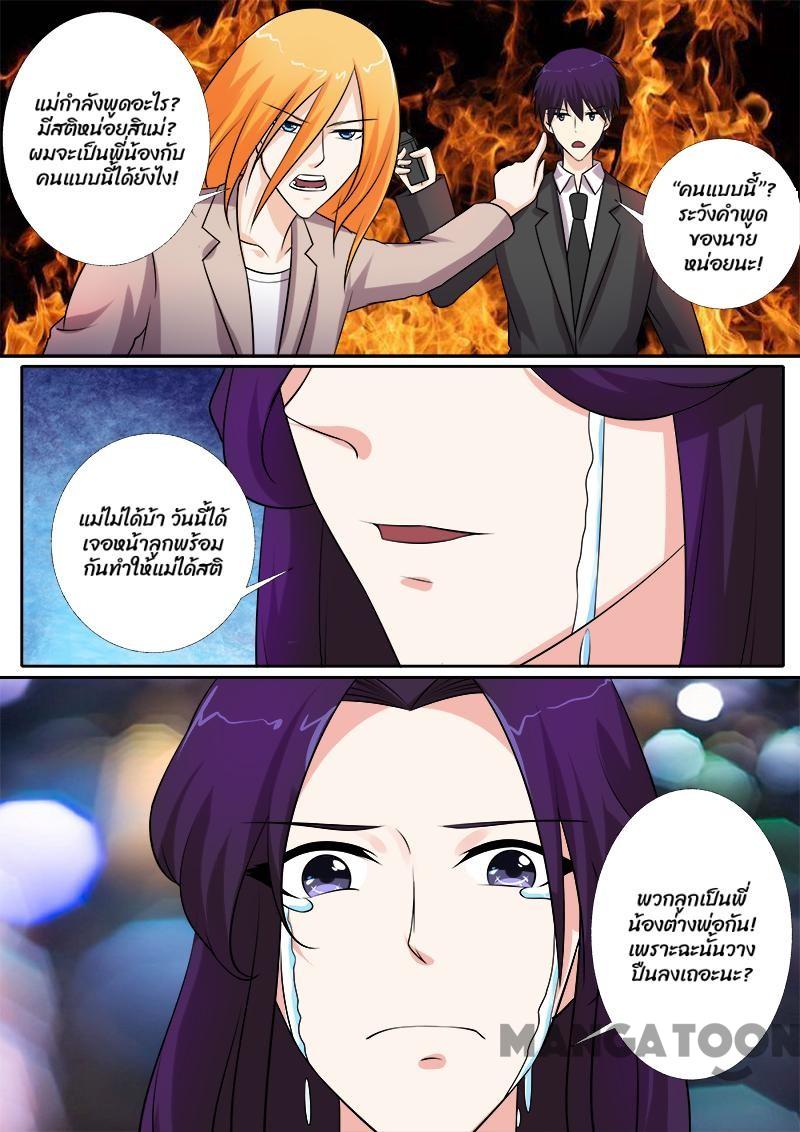 แม่กำลังพูดอะไร?
มีสติหน่อยสิแม่?
ผมจะเป็นพี่น้องกับ
คนแบบนี้ได้ยังไง!
“คนแบบนี้”?
ระวังคำพูด
ของนาย
หน่อยนะ!
แม่ไม่ได้บ้า วันนี้ได้
เจอหน้าลูกพร้อม
กันทำให้แม่ได้สติ
พวกลูกเป็นพี่
น้องต่างพ่อกัน!
เพราะฉะนั้นวาง
ปืนลงเถอะนะ?
MANGATOON